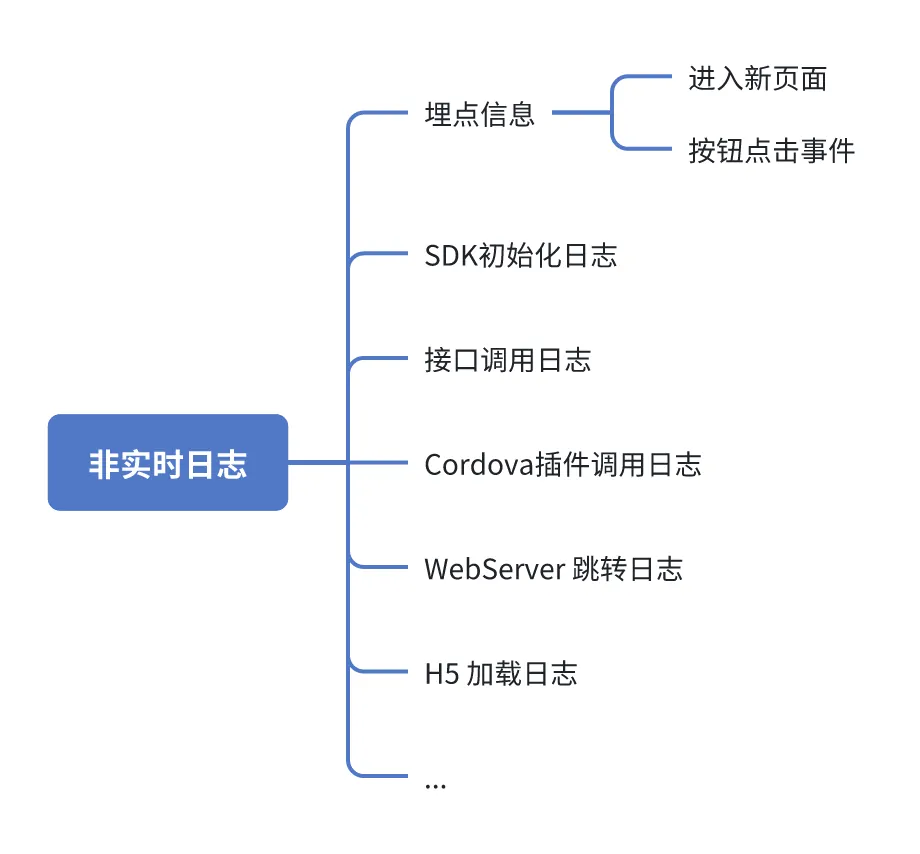 非实时日志
埋点信息
进入新页面
按钮点击事件
SDK初始化日志
接口调用日志
Cordova插件调用日志
WebServer 跳转日志
H5 加载日志
...